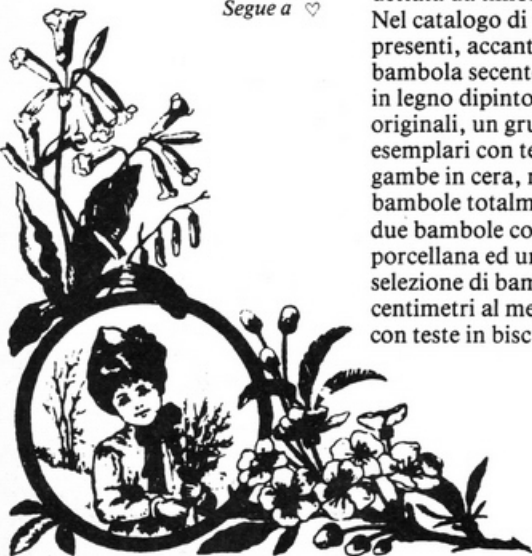 Segue a ♡
Nel catalogo di
presenti, accant
bambola secent
in legno dipinto
originali, un gru
esemplari con te
gambe in cera, 
bambole totalm
due bambole co
porcellana ed un
selezione di bam
centimetri al me
con teste in bisc